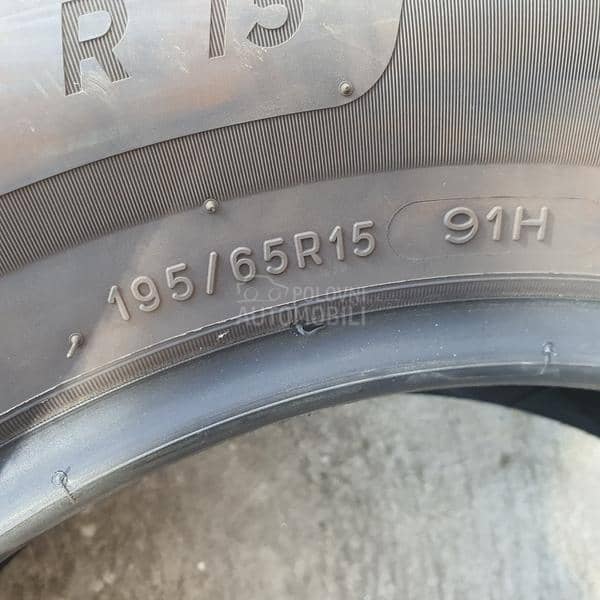 R 15
195/65R15 91H
POLOVNI
AUTOMOBILI